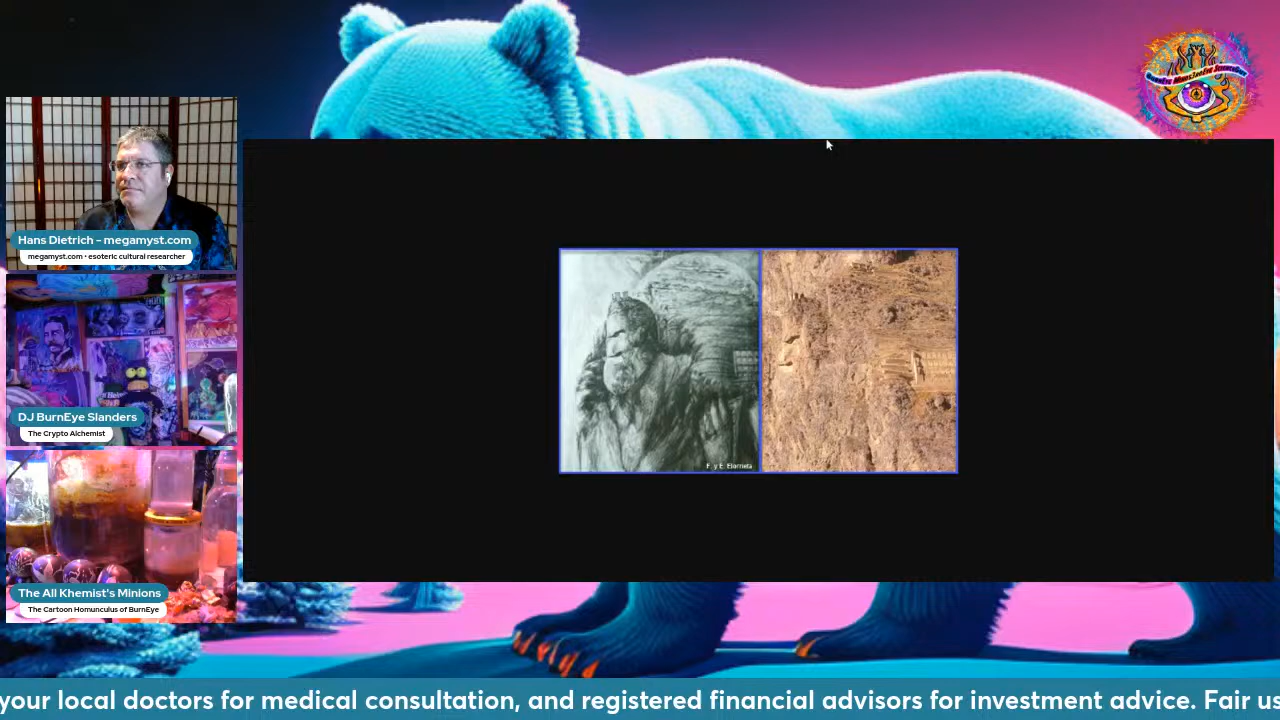 Hans Dietrich - megamyst.com
megamyst.com • esoteric cultural researcher
DJ BurnEye Slanders
The Crypto Alchemist
The All Khemist's Minions
The Cartoon Homunculus of BurnEye
F. y E. Elorrieta
your local doctors for medical consultation, and registered financial advisors for investment advice. Fair us